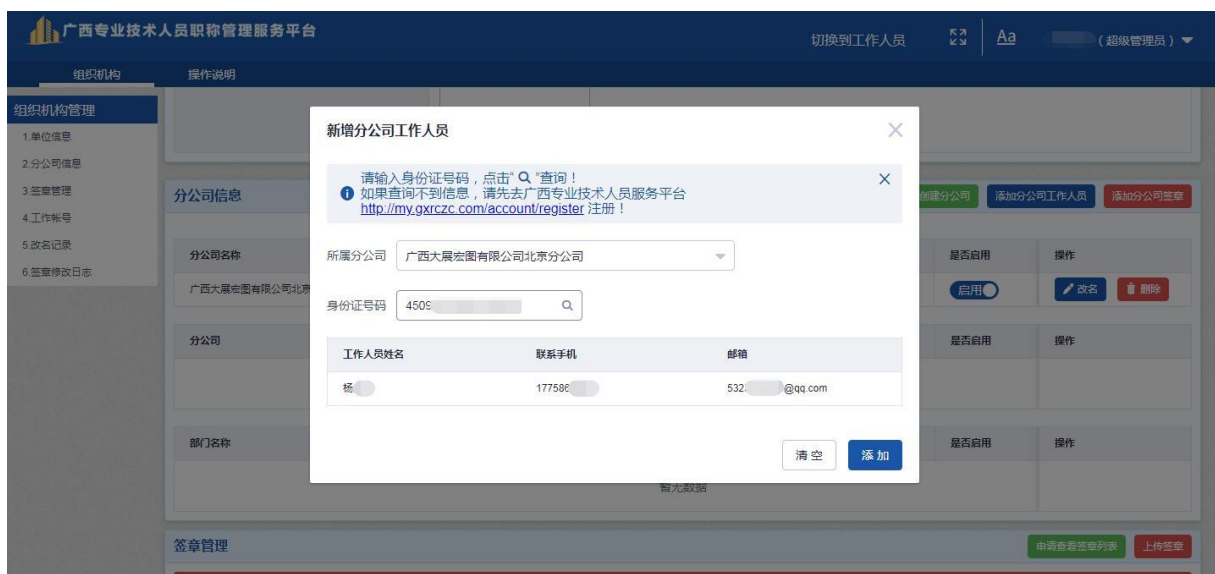 广西专业技术人员职称管理服务平台
切换到工作人员
Aa
(超级管理员)
组织机构
操作说明
组织机构管理
1.单位信息
2.分公司信息
3.签章管理
4.工作帐号
5.改名记录
6.签章修改日志
新增分公司工作人员
请输入身份证号码,点击“ ”查询!
如果查询不到信息,请先去广西专业技术人员服务平台
http://my.gxrczc.com/account/register 注册!
所属分公司
广西大展宏图有限公司北京分公司
身份证号码
4509
工作人员姓名 联系手机 邮箱
杨 177586 532 @qq.com
清空
添加
分公司信息
创建分公司
添加分公司工作人员
添加分公司签章
分公司名称 是否启用 操作
广西大展宏图有限公司北京 启用 改名 删除
分公司 是否启用 操作
部门名称 是否启用 操作
暂无数据
签章管理
申请查看签章列表
上传签章